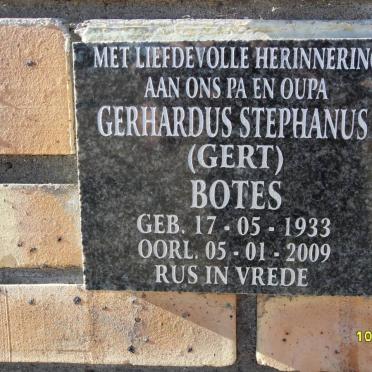 MET LIEFDEVOLLE HERINNERING
AAN ONS PA EN OUPA
GERHARDUS STEPHANUS
(GERT)
BOTES
GEB. 17 - 05 - 1933
OORL. 05 - 01 - 2009
RUS IN VREDE
10